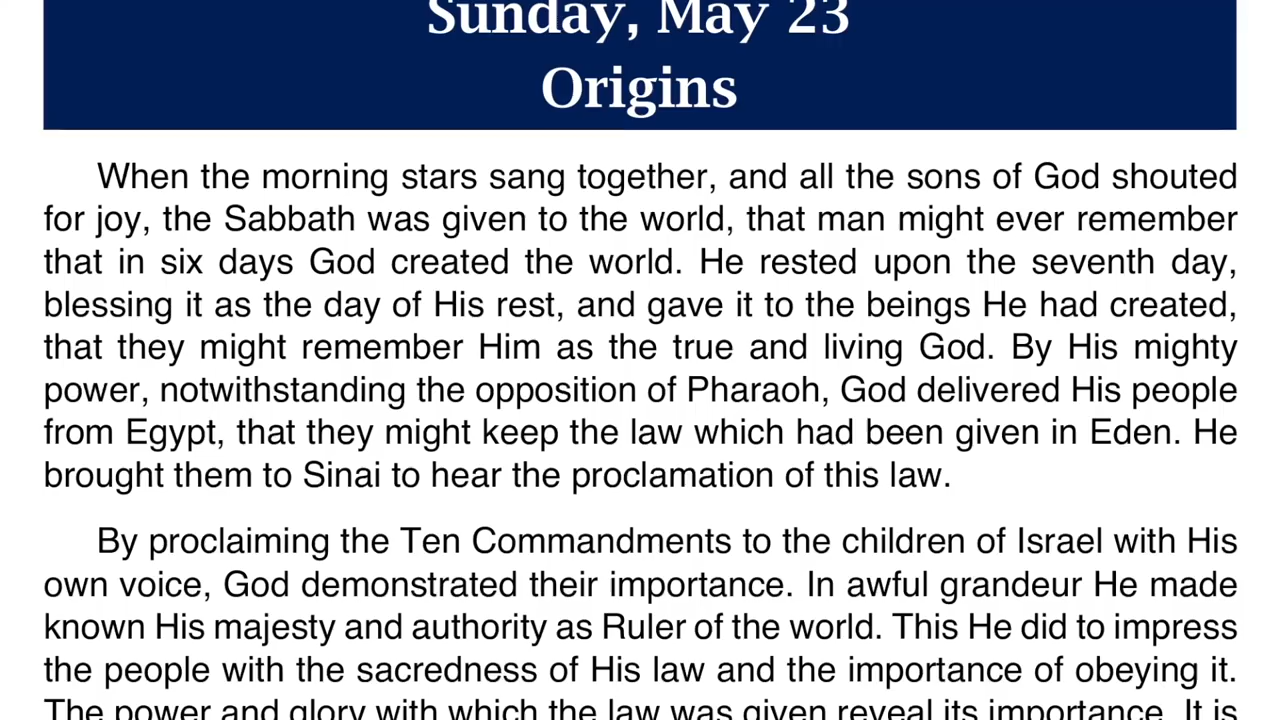 Sunday, May 23
Origins
When the morning stars sang together, and all the sons of God shouted
for joy, the Sabbath was given to the world, that man might ever remember
that in six days God created the world. He rested upon the seventh day,
blessing it as the day of His rest, and gave it to the beings He had created,
that they might remember Him as the true and living God. By His mighty
power, notwithstanding the opposition of Pharaoh, God delivered His people
from Egypt, that they might keep the law which had been given in Eden. He
brought them to Sinai to hear the proclamation of this law.
By proclaiming the Ten Commandments to the children of Israel with His
own voice, God demonstrated their importance. In awful grandeur He made
known His majesty and authority as Ruler of the world. This He did to impress
the people with the sacredness of His law and the importance of obeying it.
The power and glory with which the law was given reveal its importance. It is